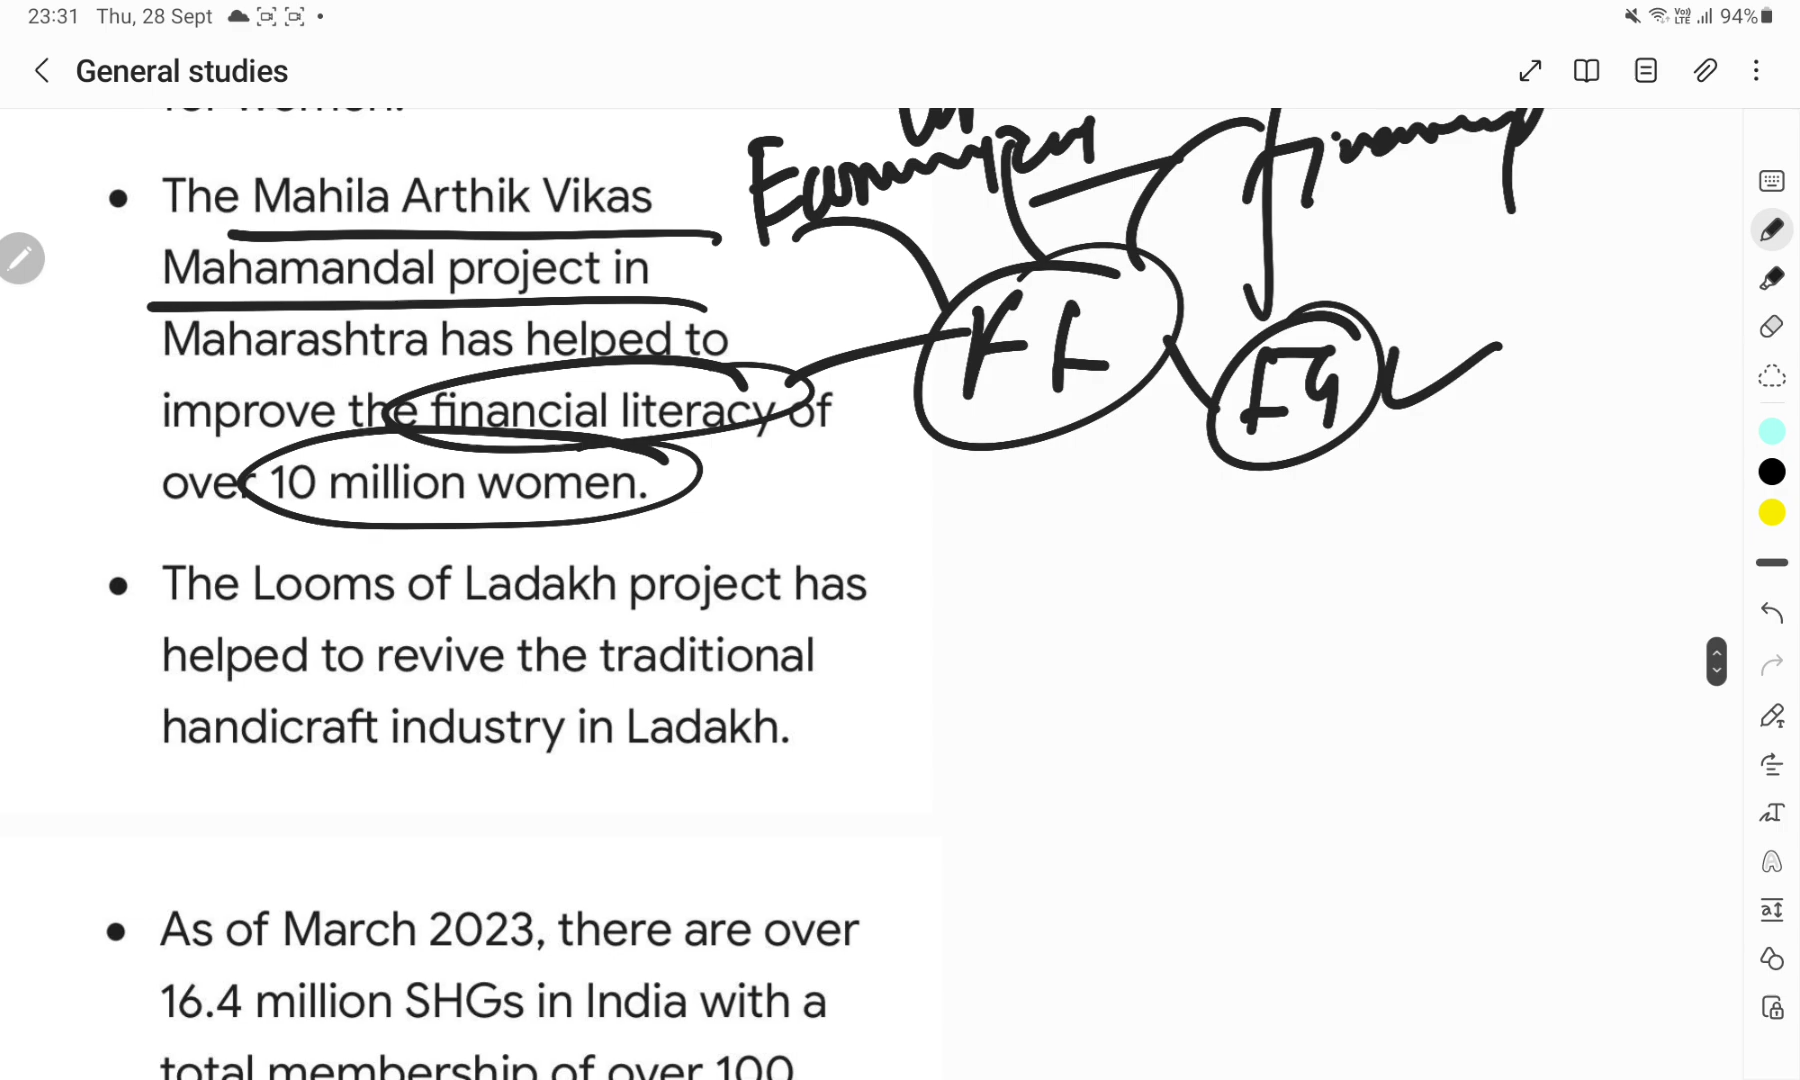 23:31 Thu, 28 Sept
94%
General studies
The Mahila Arthik Vikas
Mahamandal project in
Maharashtra has helped to
improve the financial literacy of
over 10 million women.
The Looms of Ladakh project has
helped to revive the traditional
handicraft industry in Ladakh.
As of March 2023, there are over
16.4 million SHGs in India with a
total membership of over 100